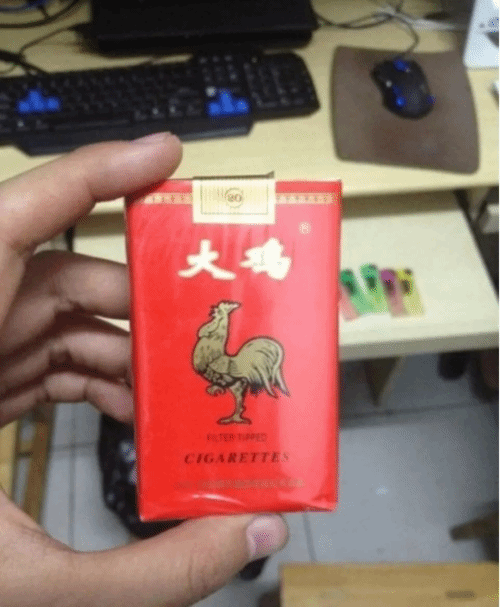 20
大鸡
®
FILTER TIPPED
CIGARETTES